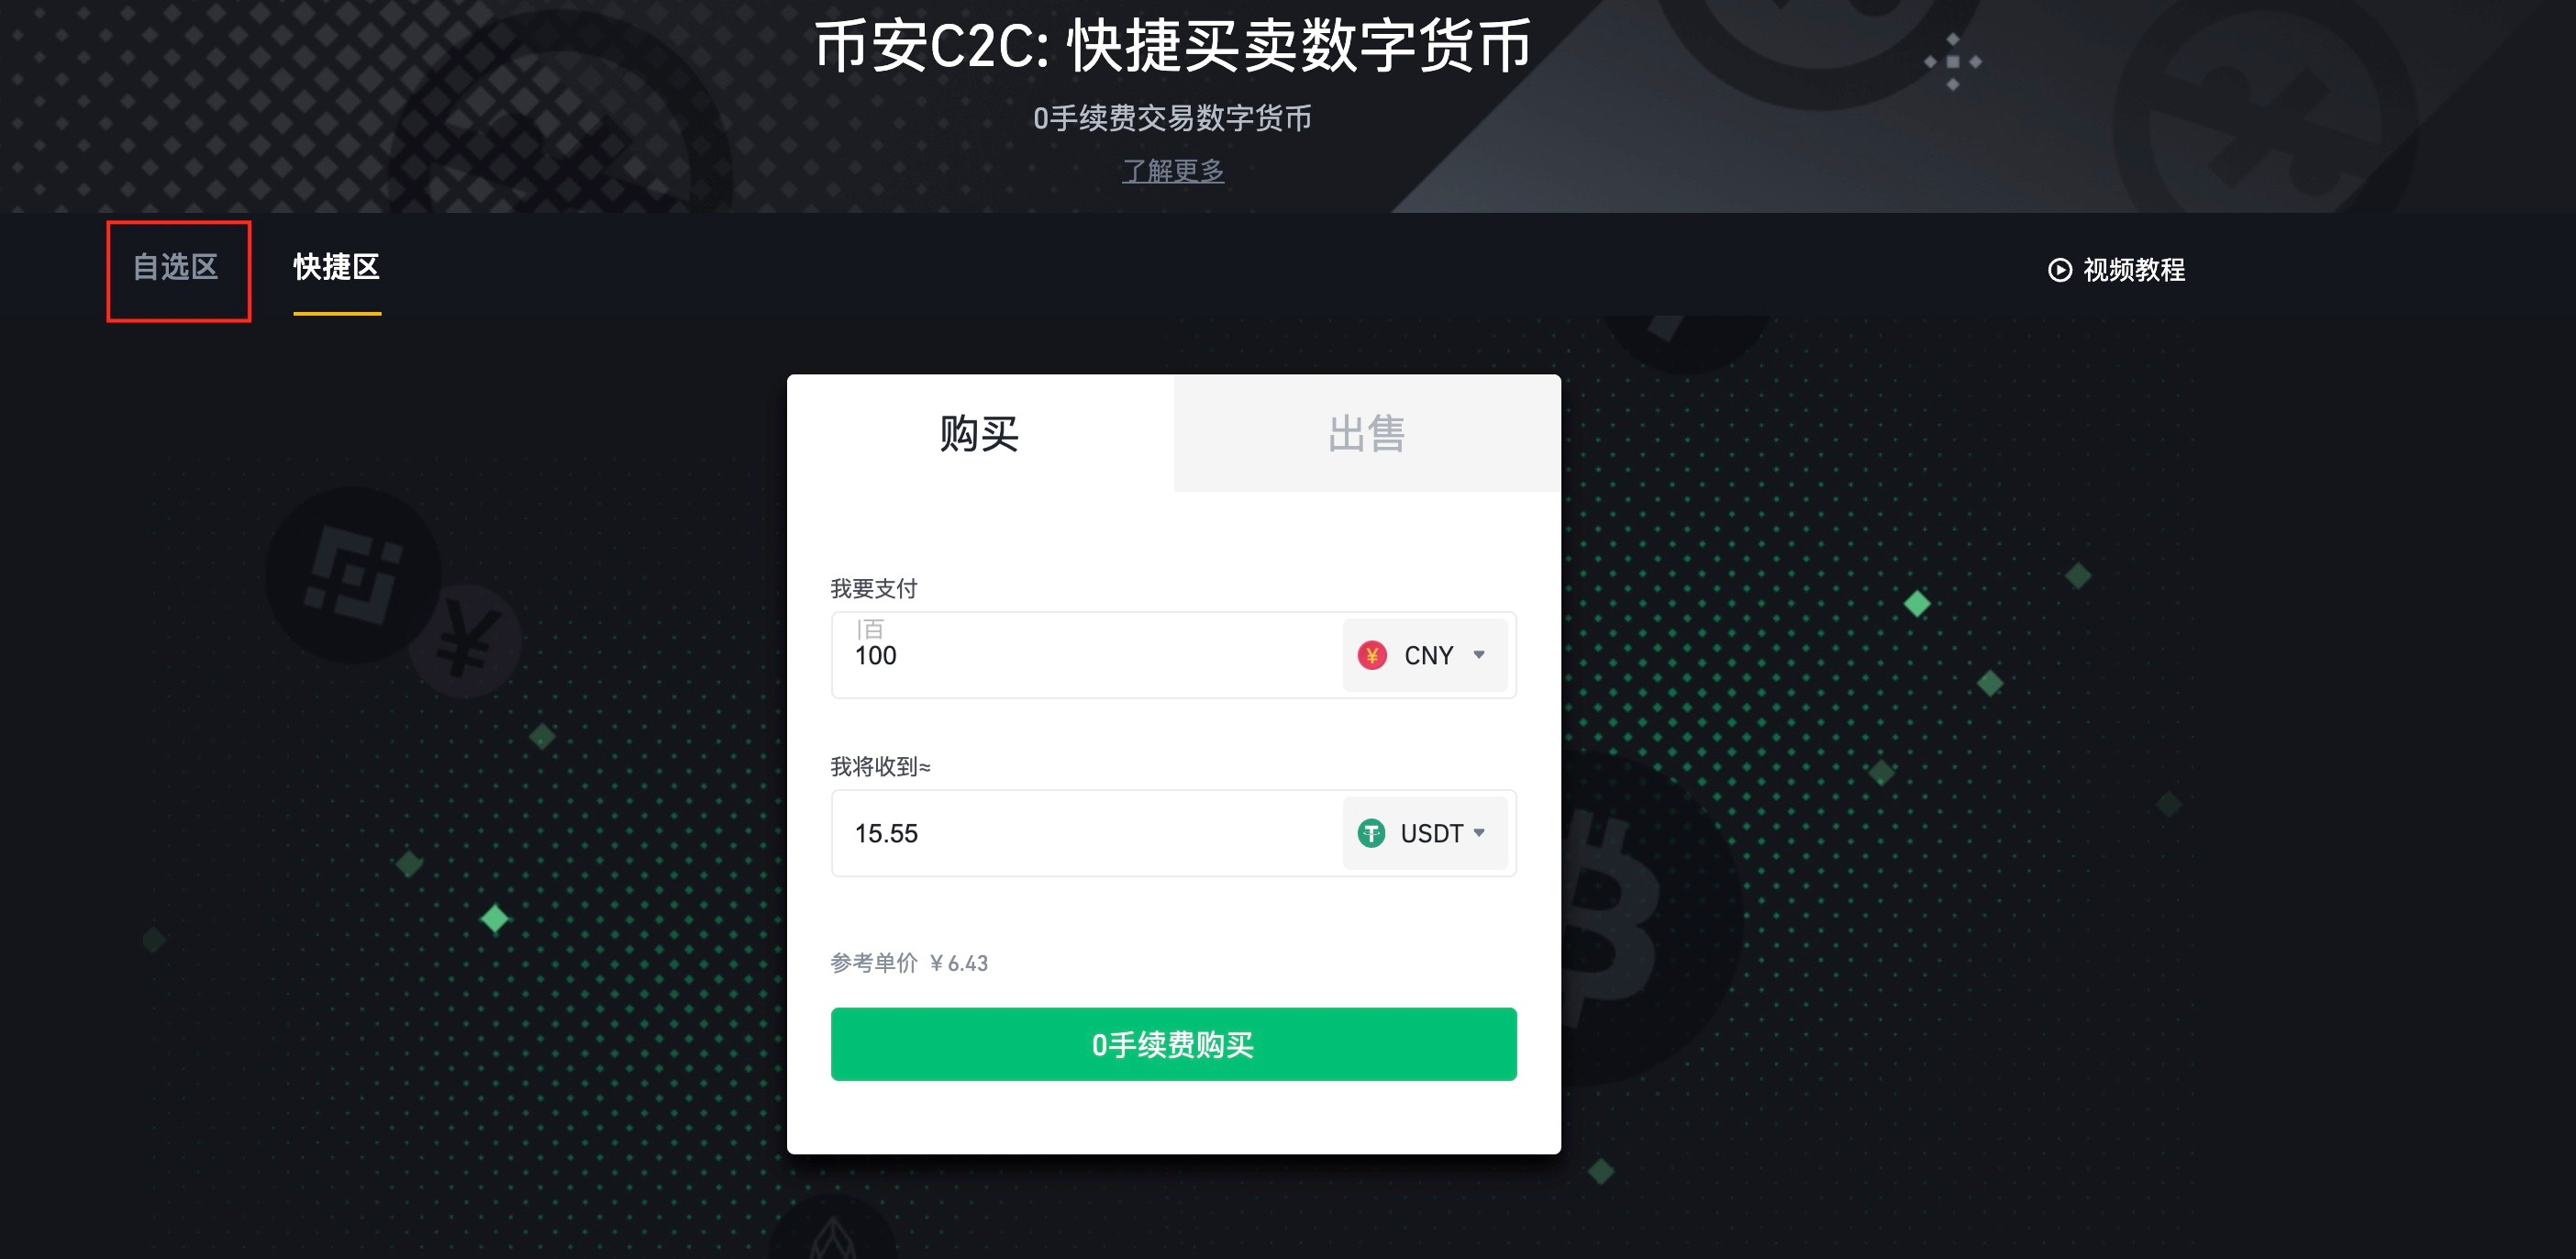 币安C2C: 快捷买卖数字货币
0手续费交易数字货币
了解更多
自选区
快捷区
视频教程
购买
出售
我要支付
百
100
¥ CNY
我将收到≈
15.55
USDT
参考单价 ¥ 6.43
0手续费购买